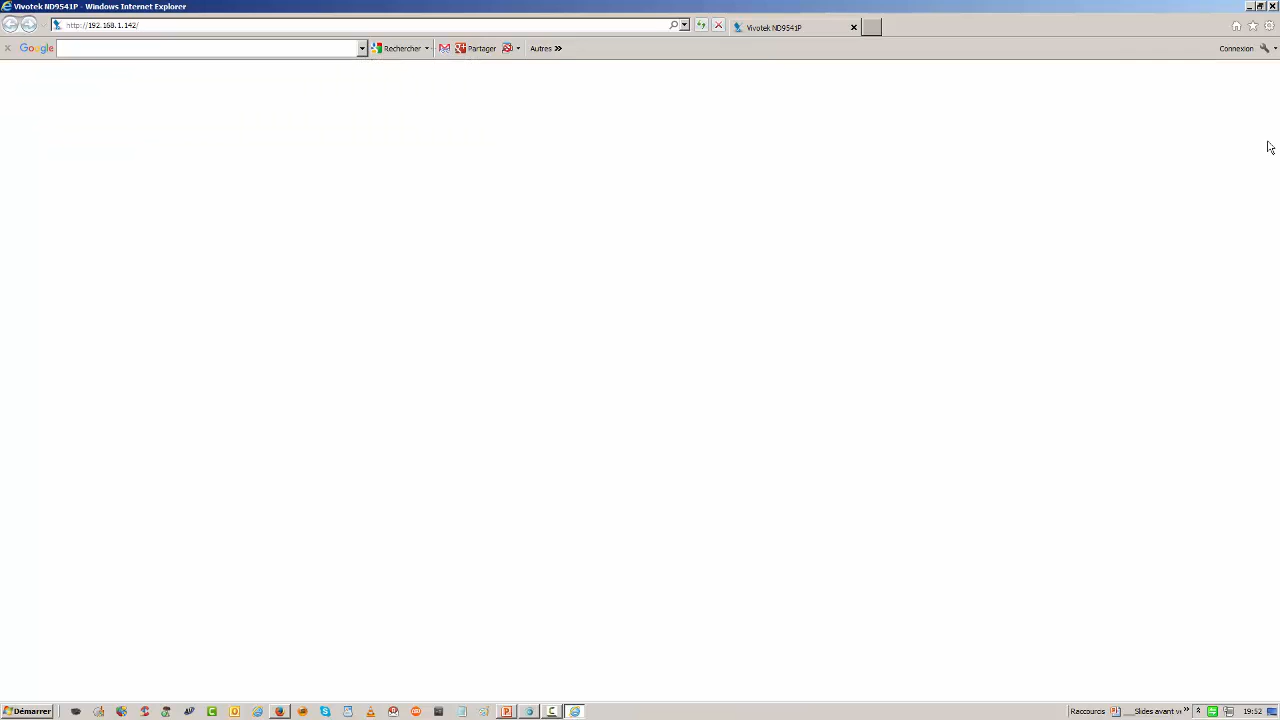 Vivotek ND9541P - Windows Internet Explorer
http://192.168.1.142/
Vivotek ND9541P
Google
Rechercher
Partager
Autres »
Connexion
Démarrer
Raccourcis
__Slides avant v
19:52